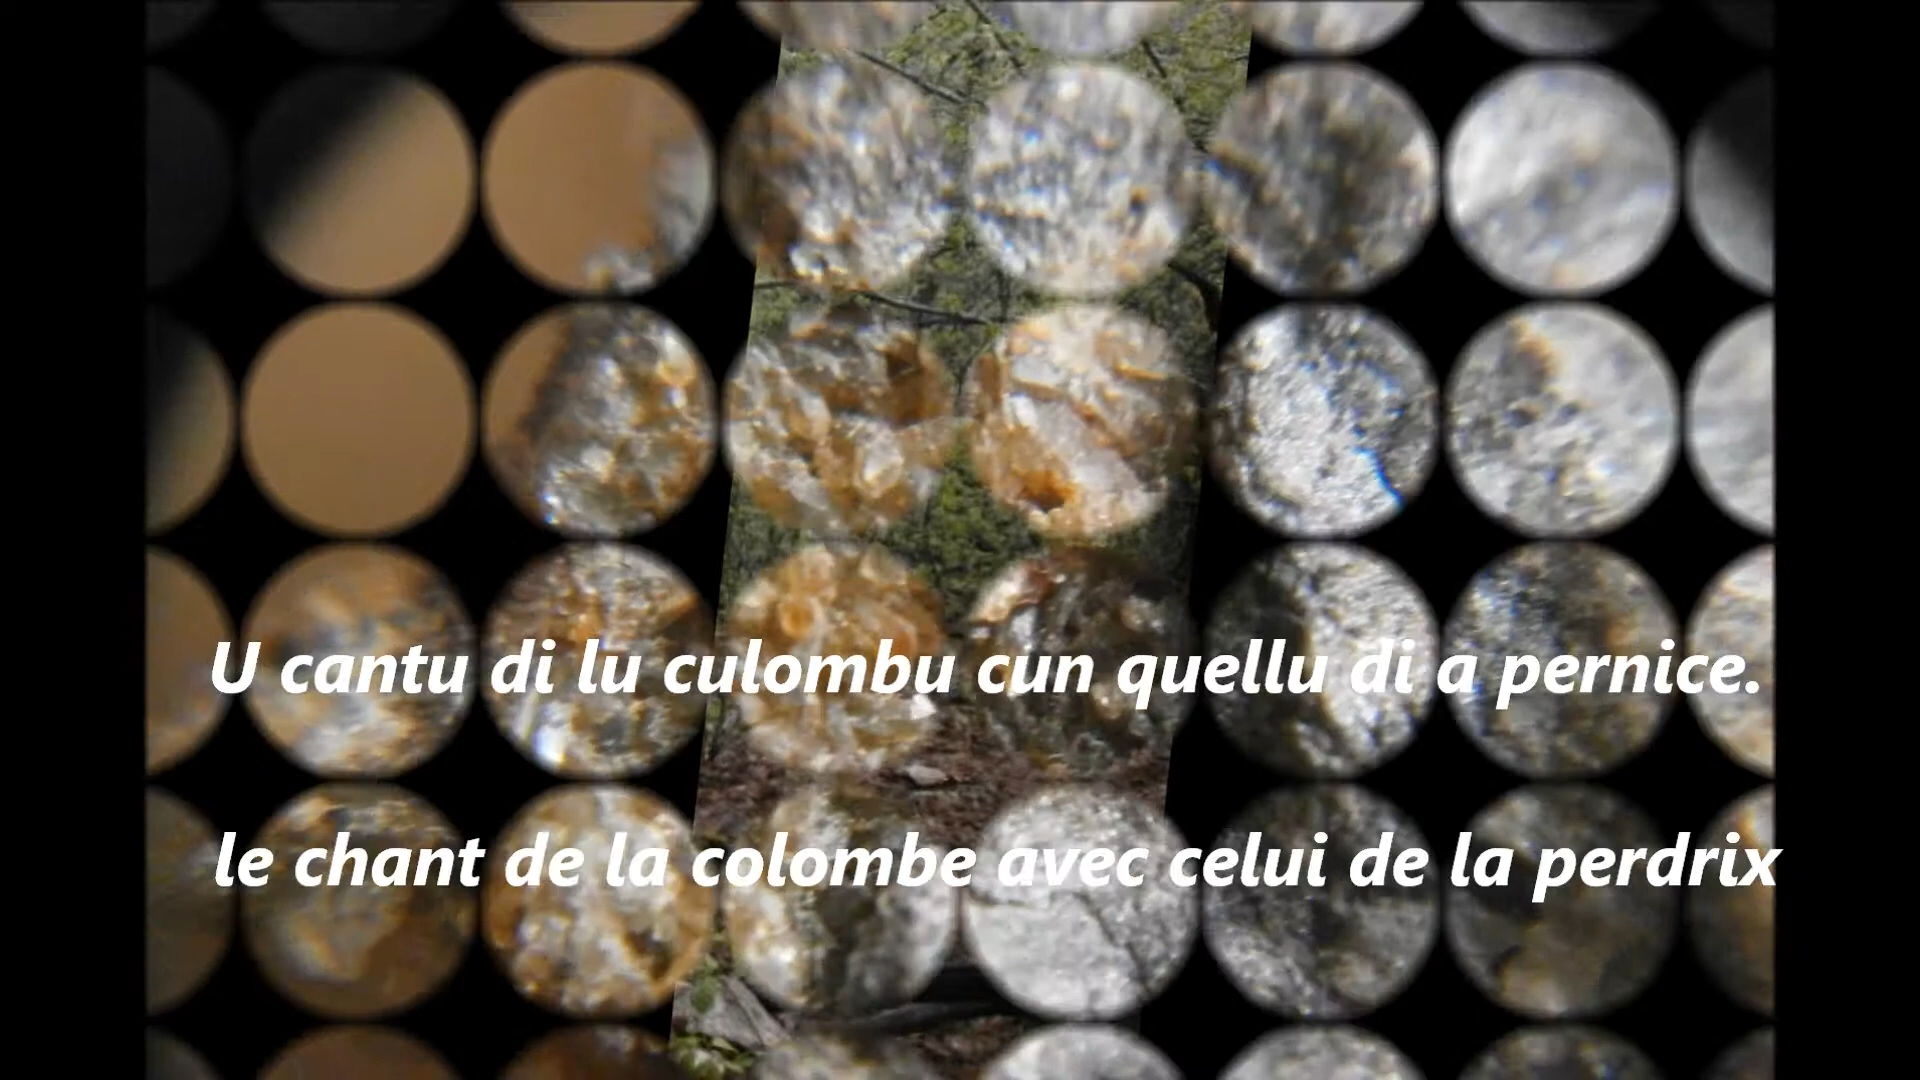 U cantu di lu culombu cun quellu di a pernice.
le chant de la colombe avec celui de la perdrix